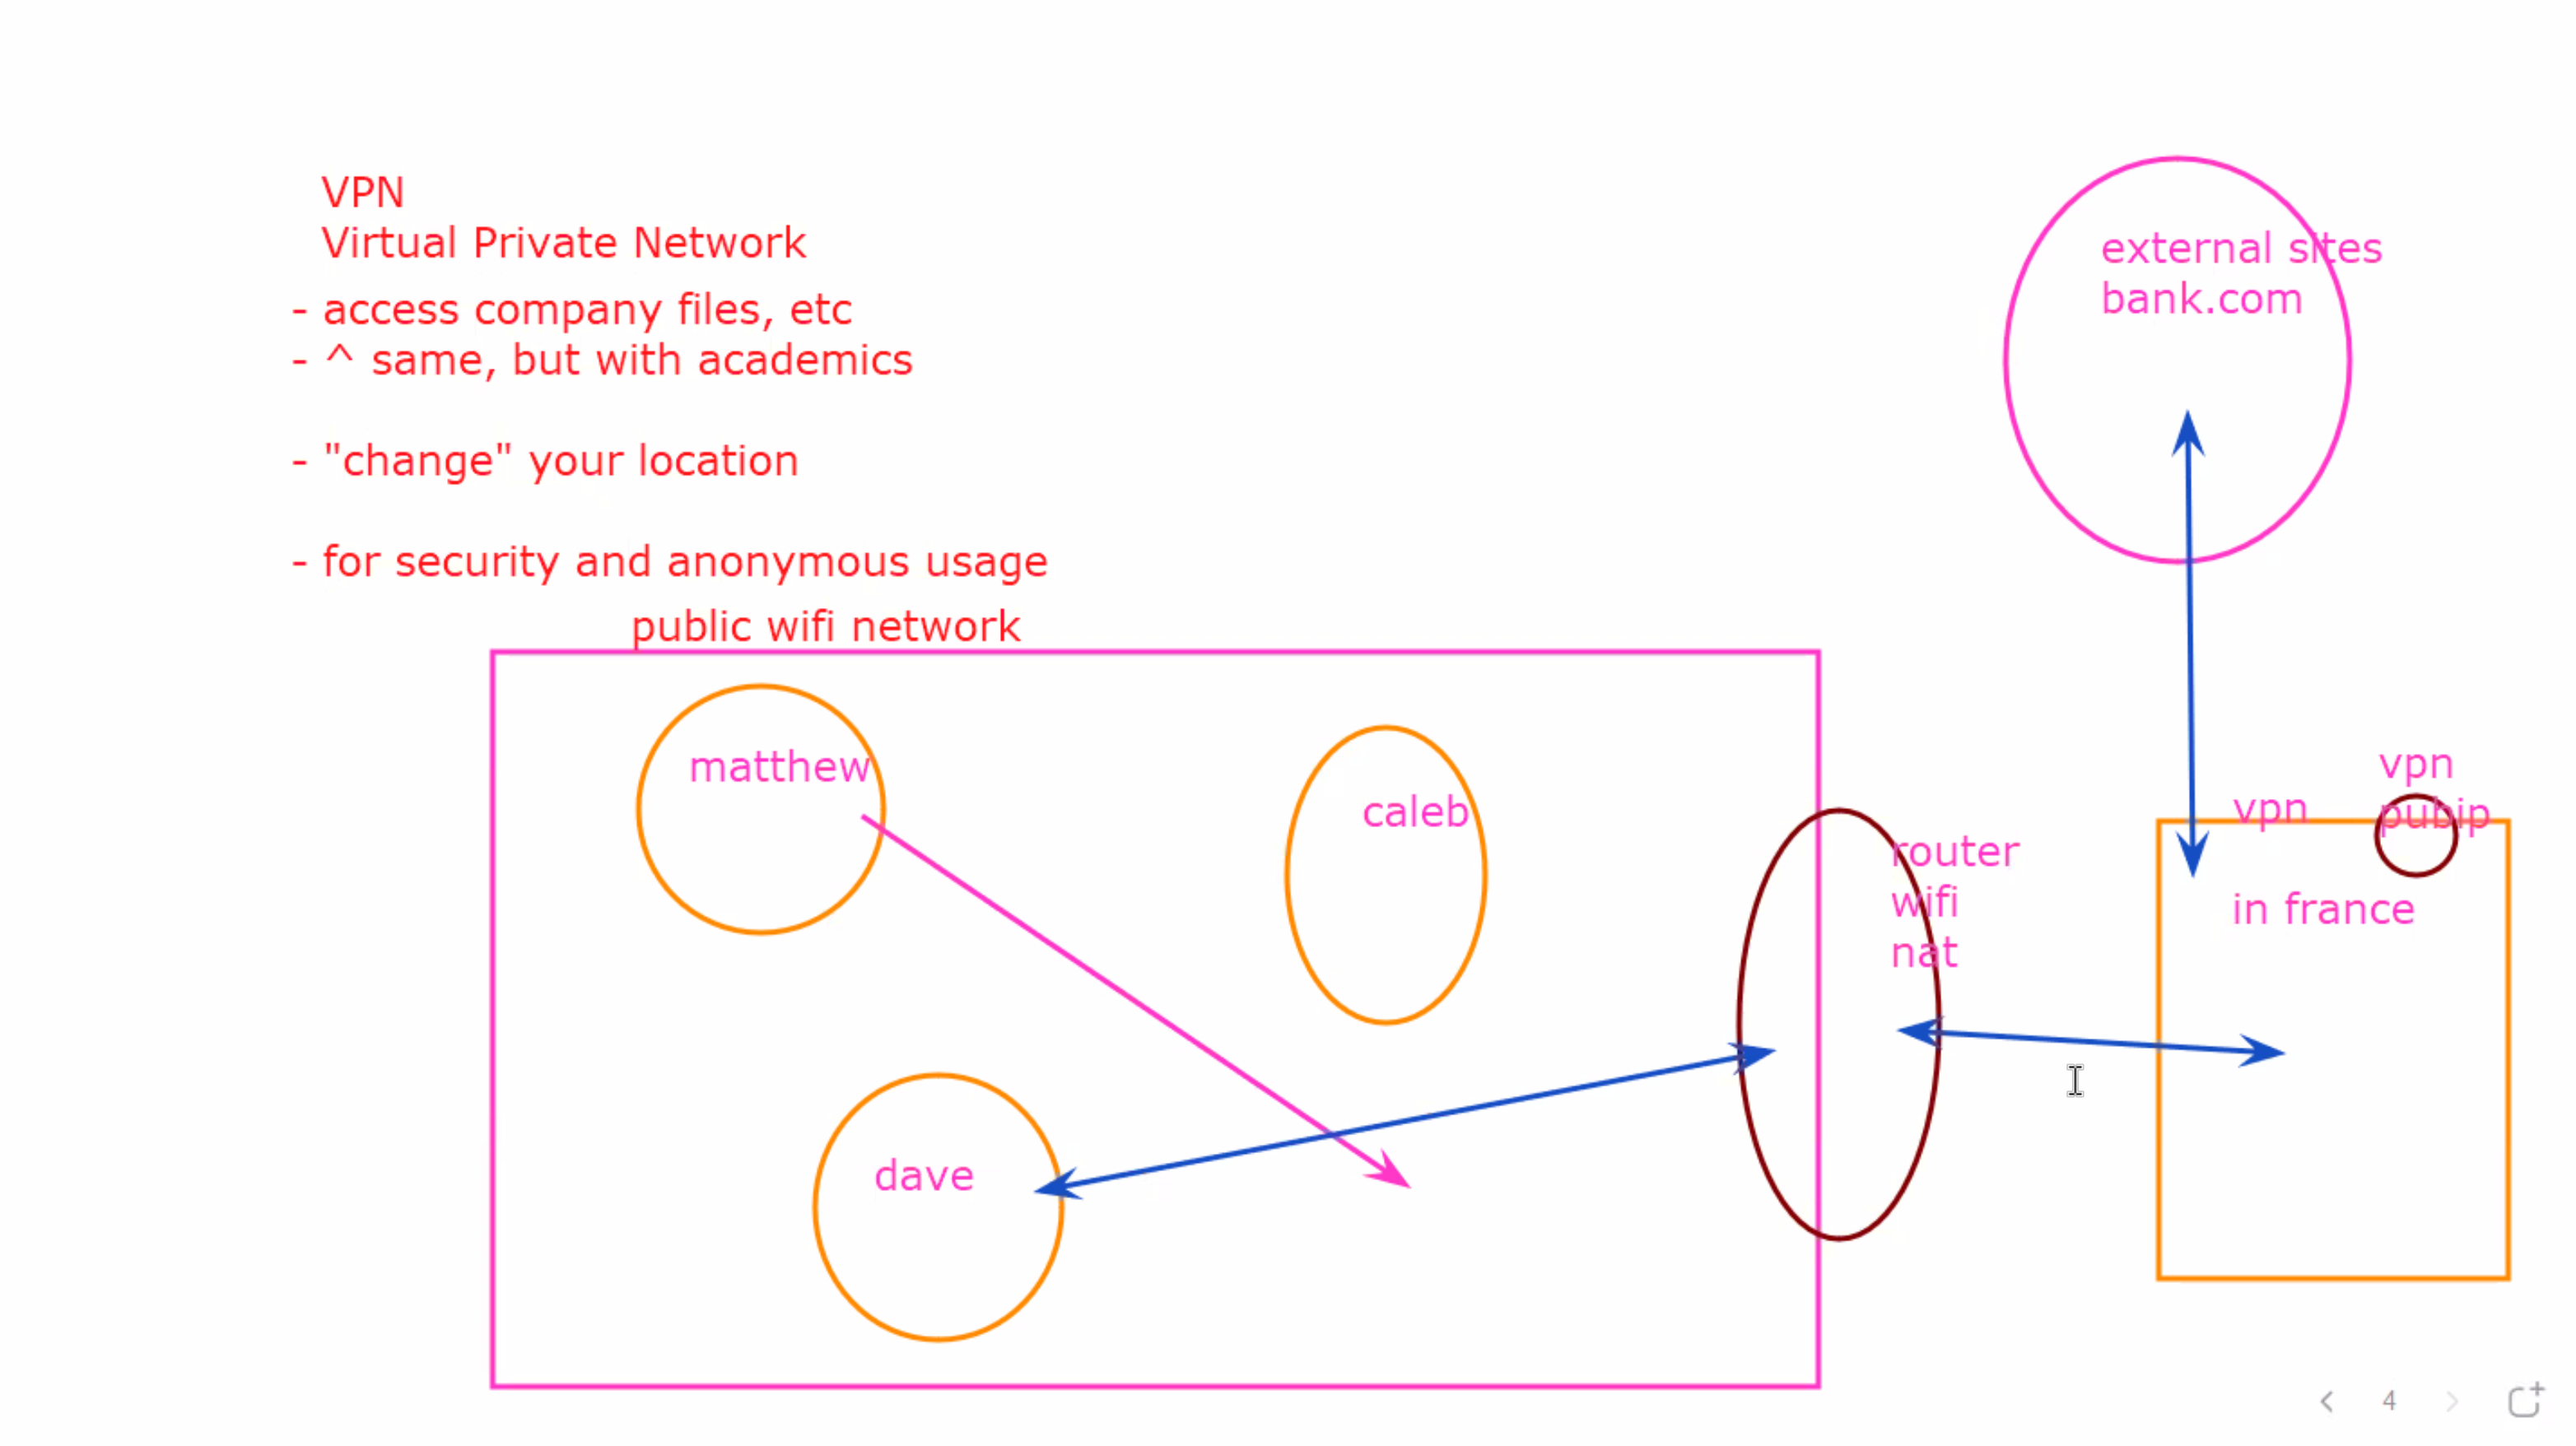 VPN
Virtual Private Network
- access company files, etc
- ^ same, but with academics
- "change" your location
- for security and anonymous usage
public wifi network
external sites
bank.com
matthew
caleb
dave
router
wifi
nat
vpn
in france
vpn
pubip
4